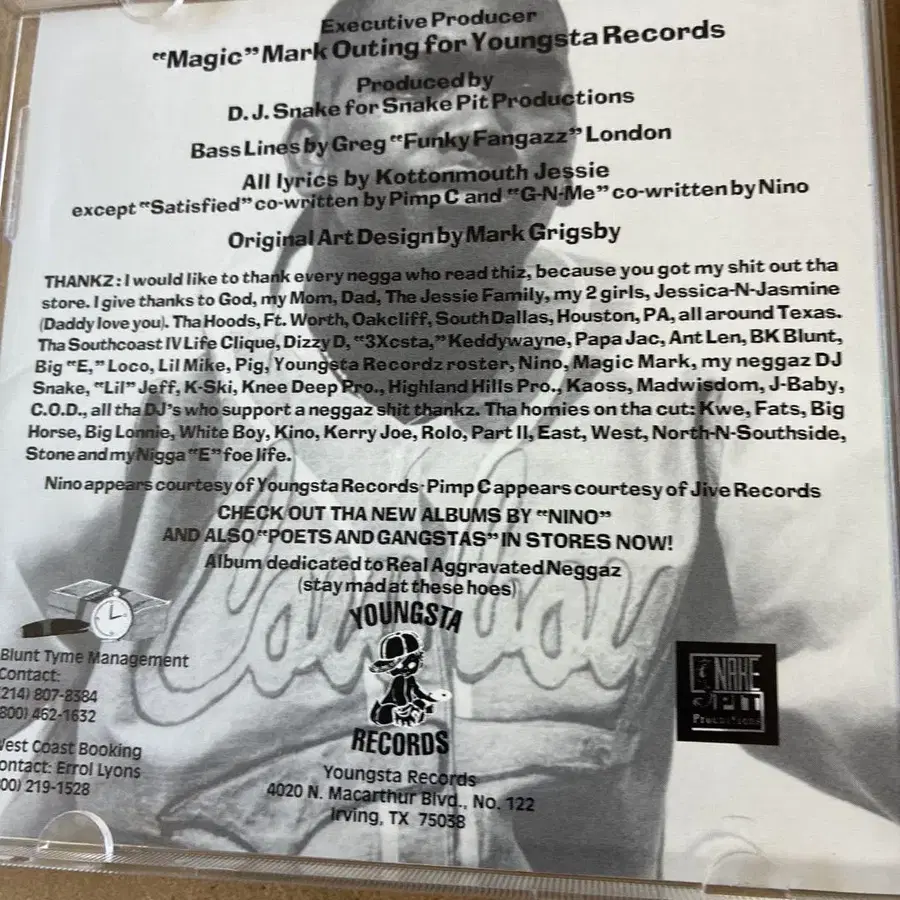 Executive Producer
“Magic” Mark Outing for Youngsta Records
Produced by
D.J. Snake for Snake Pit Productions
Bass Lines by Greg “Funky Fangazz” London
All lyrics by Kottonmouth Jessie
except “Satisfied” co-written by Pimp C and “G-N-Me” co-written by Nino
Original Art Design by Mark Grigsby
THANKZ: I would like to thank every negga who read thiz, because you got my shit out tha
store. I give thanks to God, my Mom, Dad, The Jessie Family, my 2 girls, Jessica-N-Jasmine
(Daddy love you). Tha Hoods, Ft. Worth, Oakcliff, South Dallas, Houston, PA, all around Texas.
Tha Southcoast IV Life Clique, Dizzy D, “3Xcsta,” Keddywayne, Papa Jac, Ant Len, BK Blunt,
Big “E,” Loco, Lil Mike, Pig, Youngsta Recordz roster, Nino, Magic Mark, my neggaz DJ
Snake, “Lil” Jeff, K-Ski, Knee Deep Pro., Highland Hills Pro., Kaoss, Madwisdom, J-Baby,
C.O.D., all tha DJ's who support a neggaz shit thankz. Tha homies on tha cut: Kwe, Fats, Big
Horse, Big Lonnie, White Boy, Kino, Kerry Joe, Rolo, Part II, East, West, North-N-Southside,
Stone and my Nigga “E” foe life.
Nino appears courtesy of Youngsta Records · Pimp C appears courtesy of Jive Records
CHECK OUT THA NEW ALBUMS BY “NINO”
AND ALSO “POETS AND GANGSTAS” IN STORES NOW!
Album dedicated to Real Aggravated Neggaz
(stay mad at these hoes)
YOUNGSTA
RECORDS
Youngsta Records
4020 N. Macarthur Blvd., No. 122
Irving, TX 75038
Blunt Tyme Management
Contact:
214) 807-8384
800) 462-1632
West Coast Booking
ontact: Errol Lyons
00) 219-1528
SNAKE
PIT
Productions